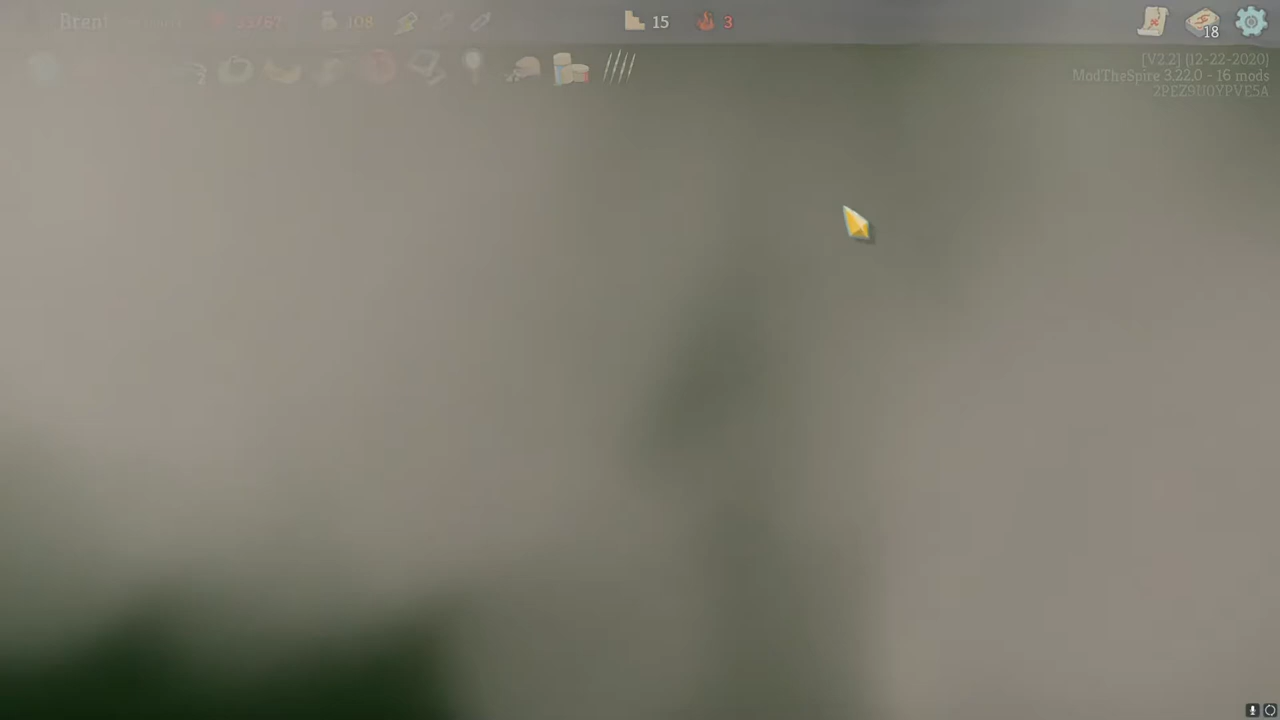 Brent
108
15
3
18
[V2.2] (12-22-2020)
ModTheSpire 3.22.0 - 16 mods
2PEZ9U0YPVE5A